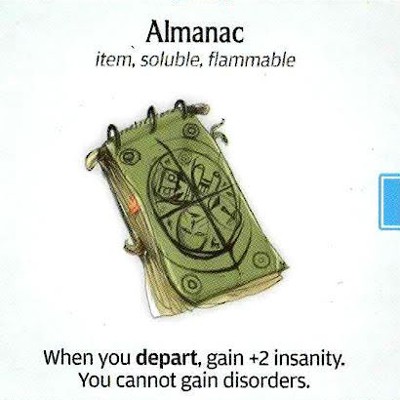 Almanac
item, soluble, flammable
When you depart, gain +2 insanity.
You cannot gain disorders.